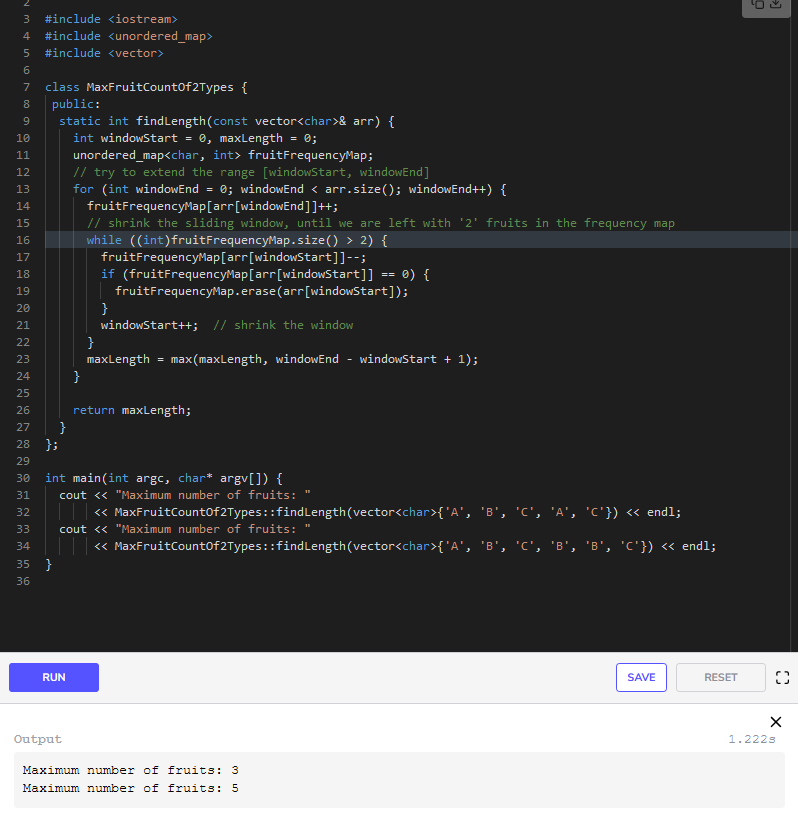 2
3 #include <iostream>
4 #include <unordered_map>
5 #include <vector>
6
7 class MaxFruitCountOf2Types {
8 public:
9 static int findLength(const vector<char>& arr) {
10 int windowStart = 0, maxLength = 0;
11 unordered_map<char, int> fruitFrequencyMap;
12 // try to extend the range [windowStart, windowEnd]
13 for (int windowEnd = 0; windowEnd < arr.size(); windowEnd++) {
14 fruitFrequencyMap[arr[windowEnd]]++;
15 // shrink the sliding window, until we are left with '2' fruits in the frequency map
16 while ((int)fruitFrequencyMap.size() > 2) {
17 fruitFrequencyMap[arr[windowStart]]--;
18 if (fruitFrequencyMap[arr[windowStart]] == 0) {
19 fruitFrequencyMap.erase(arr[windowStart]);
20 }
21 windowStart++;  // shrink the window
22 }
23 maxLength = max(maxLength, windowEnd - windowStart + 1);
24 }
25
26 return maxLength;
27 }
28 };
29
30 int main(int argc, char* argv[]) {
31 cout << "Maximum number of fruits: "
32 << MaxFruitCountOf2Types::findLength(vector<char>{'A', 'B', 'C', 'A', 'C'}) << endl;
33 cout << "Maximum number of fruits: "
34 << MaxFruitCountOf2Types::findLength(vector<char>{'A', 'B', 'C', 'B', 'B', 'C'}) << endl;
35 }
36
RUN SAVE RESET
Output 1.222s
Maximum number of fruits: 3
Maximum number of fruits: 5